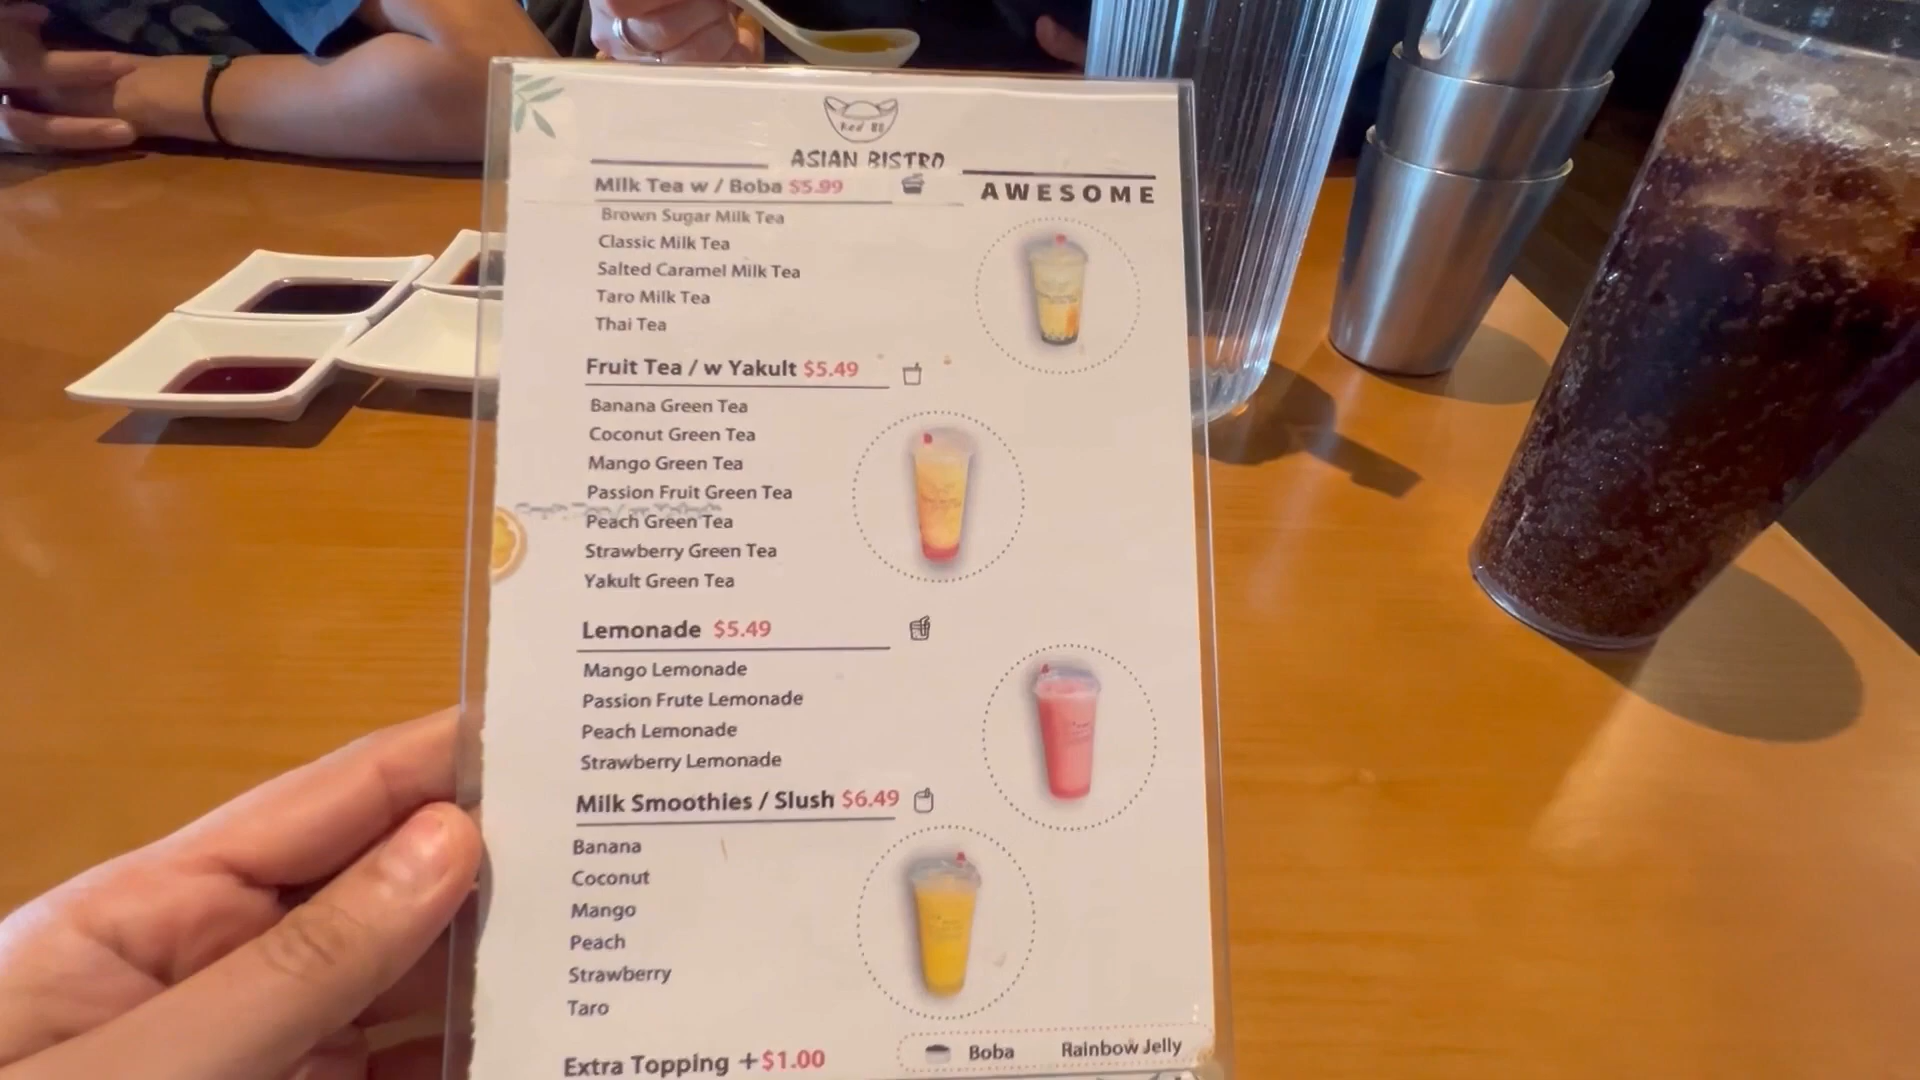 Red 88
ASIAN BISTRO
AWESOME
Milk Tea w / Boba $5.99
Brown Sugar Milk Tea
Classic Milk Tea
Salted Caramel Milk Tea
Taro Milk Tea
Thai Tea
Fruit Tea / w Yakult $5.49
Banana Green Tea
Coconut Green Tea
Mango Green Tea
Passion Fruit Green Tea
Peach Green Tea
Strawberry Green Tea
Yakult Green Tea
Lemonade $5.49
Mango Lemonade
Passion Frute Lemonade
Peach Lemonade
Strawberry Lemonade
Milk Smoothies / Slush $6.49
Banana
Coconut
Mango
Peach
Strawberry
Taro
Extra Topping +$1.00
Boba Rainbow Jelly